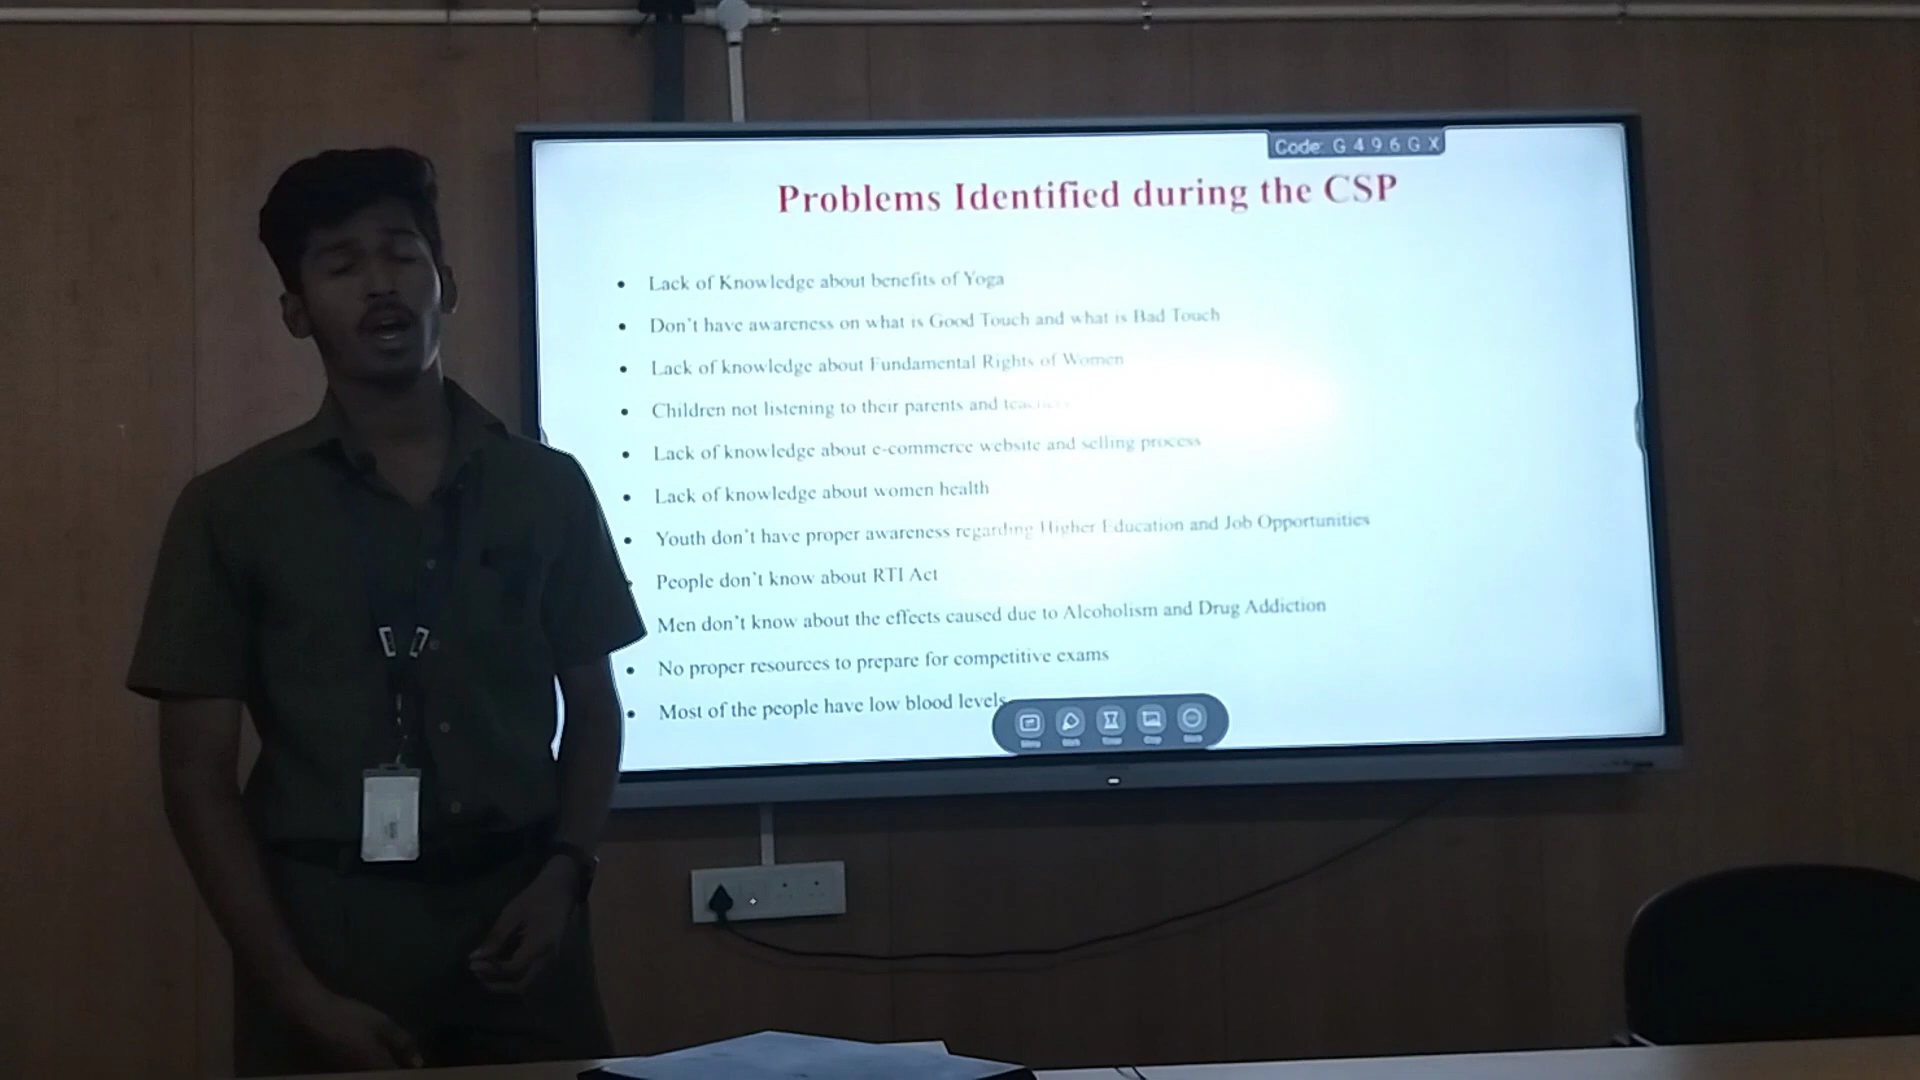 Code: G 4 9 6 G X
Problems Identified during the CSP
• Lack of Knowledge about benefits of Yoga
• Don't have awareness on what is Good Touch and what is Bad Touch
• Lack of knowledge about Fundamental Rights of Women
• Children not listening to their parents and
• Lack of knowledge about e-commerce website and selling process
• Lack of knowledge about women health
• Youth don't have proper awareness regarding Higher Education and Job Opportunities
People don't know about RTI Act
Men don't know about the effects caused due to Alcoholism and Drug Addiction
• No proper resources to prepare for competitive exams
• Most of the people have low blood levels